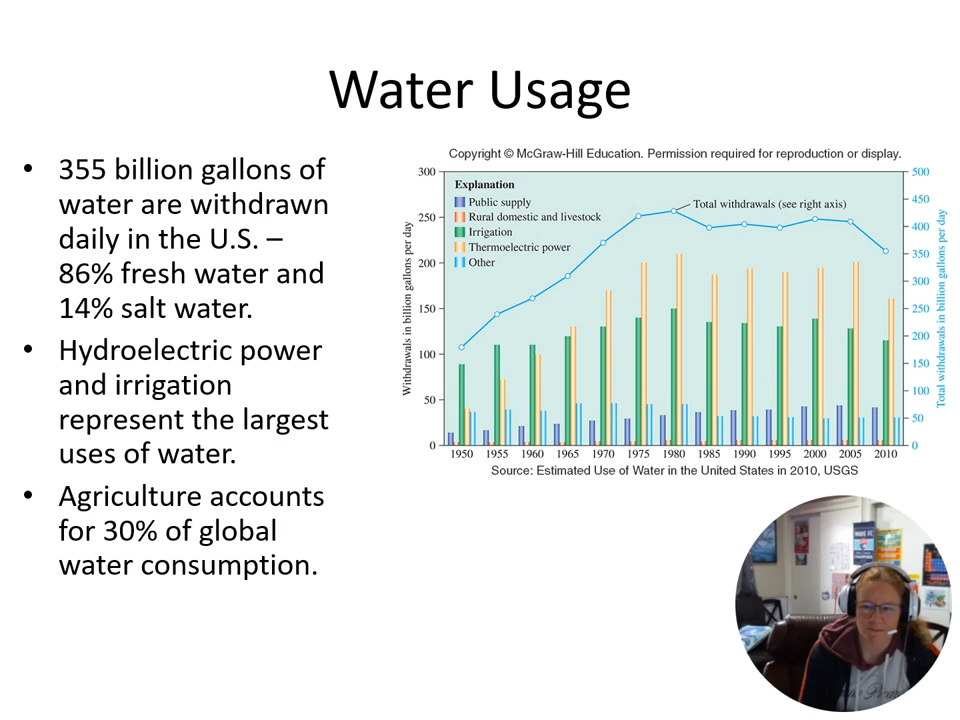 Water Usage
• 355 billion gallons of
water are withdrawn
daily in the U.S. –
86% fresh water and
14% salt water.
• Hydroelectric power
and irrigation
represent the largest
uses of water.
• Agriculture accounts
for 30% of global
water consumption.
Copyright © McGraw-Hill Education. Permission required for reproduction or display.
Explanation
Public supply
Rural domestic and livestock
Irrigation
Thermoelectric power
Other
Total withdrawals (see right axis)
Withdrawals in billion gallons per day
300
250
200
150
100
50
0
500
450
400
350
300
250
200
150
100
50
0
Total withdrawals in billion gallons per day
1950 1955 1960 1965 1970 1975 1980 1985 1990 1995 2000 2005 2010
Source: Estimated Use of Water in the United States in 2010, USGS